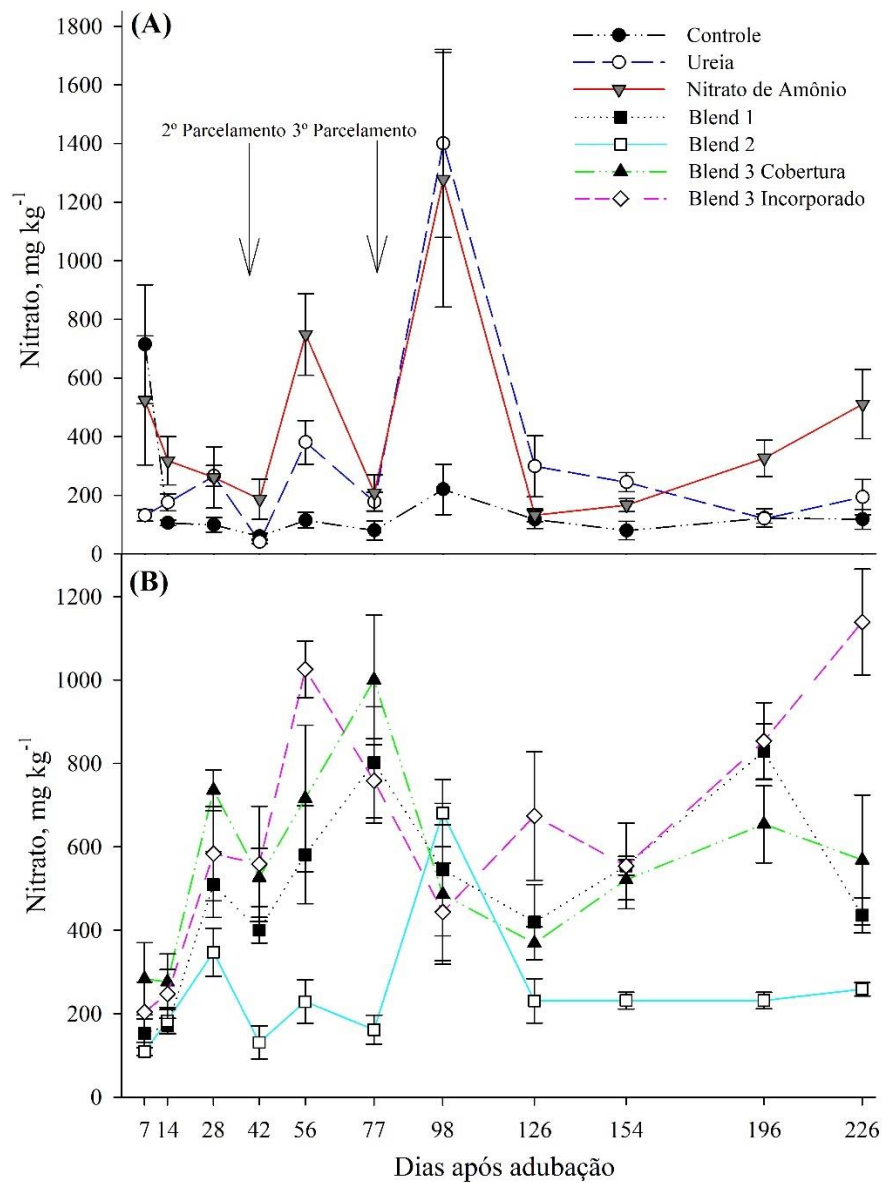 (A)
1800
1600
1400
1200
1000
800
600
400
200
0
Nitrato, mg kg⁻¹
2º Parcelamento 3º Parcelamento
Controle
Ureia
Nitrato de Amônio
Blend 1
Blend 2
Blend 3 Cobertura
Blend 3 Incorporado
(B)
1200
1000
800
600
400
200
0
Nitrato, mg kg⁻¹
7 14 28 42 56 77 98 126 154 196 226
Dias após adubação